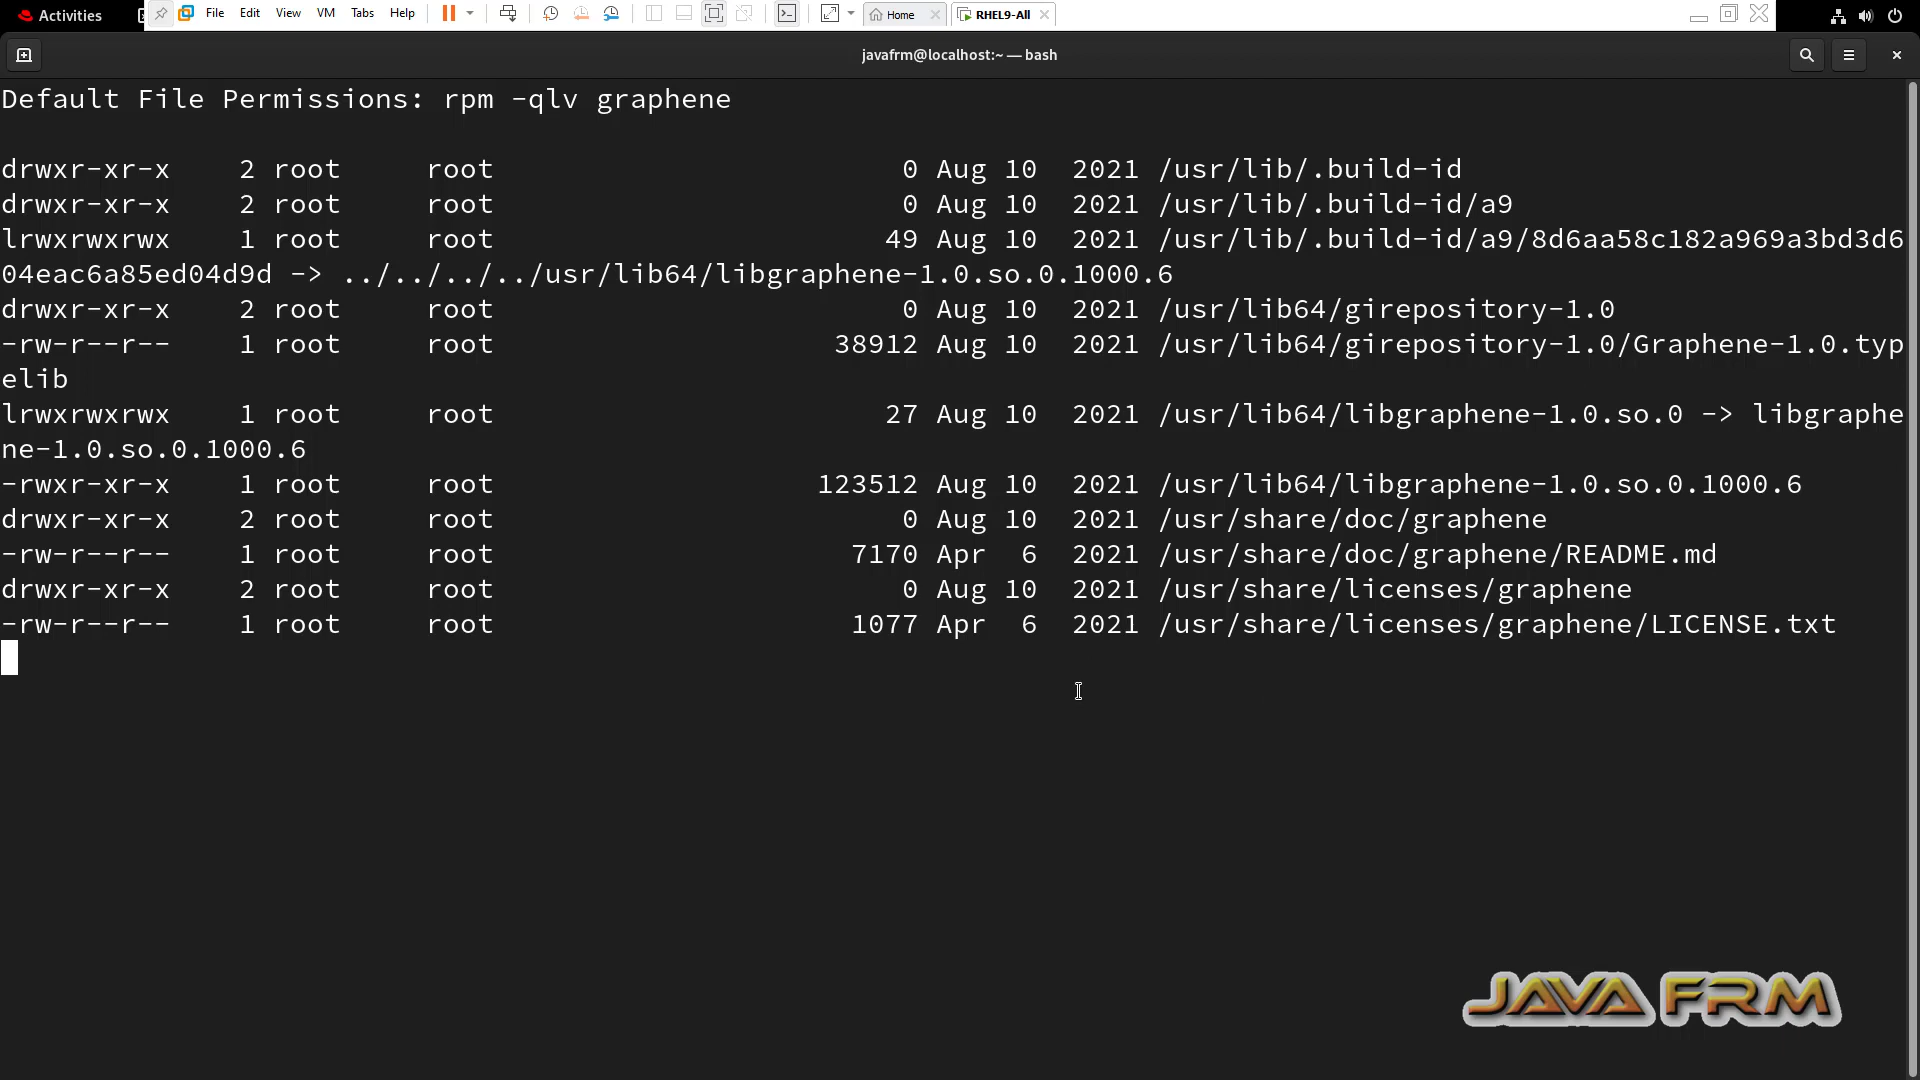 Activities File Edit View VM Tabs Help Home RHEL9-All
javafrm@localhost:~ — bash
Default File Permissions: rpm -qlv graphene
drwxr-xr-x    2 root     root                        0 Aug 10  2021 /usr/lib/.build-id
drwxr-xr-x    2 root     root                        0 Aug 10  2021 /usr/lib/.build-id/a9
lrwxrwxrwx    1 root     root                       49 Aug 10  2021 /usr/lib/.build-id/a9/8d6aa58c182a969a3bd3d6
04eac6a85ed04d9d -> ../../../../usr/lib64/libgraphene-1.0.so.0.1000.6
drwxr-xr-x    2 root     root                        0 Aug 10  2021 /usr/lib64/girepository-1.0
-rw-r--r--    1 root     root                    38912 Aug 10  2021 /usr/lib64/girepository-1.0/Graphene-1.0.typ
elib
lrwxrwxrwx    1 root     root                       27 Aug 10  2021 /usr/lib64/libgraphene-1.0.so.0 -> libgraphe
ne-1.0.so.0.1000.6
-rwxr-xr-x    1 root     root                   123512 Aug 10  2021 /usr/lib64/libgraphene-1.0.so.0.1000.6
drwxr-xr-x    2 root     root                        0 Aug 10  2021 /usr/share/doc/graphene
-rw-r--r--    1 root     root                     7170 Apr  6  2021 /usr/share/doc/graphene/README.md
drwxr-xr-x    2 root     root                        0 Aug 10  2021 /usr/share/licenses/graphene
-rw-r--r--    1 root     root                     1077 Apr  6  2021 /usr/share/licenses/graphene/LICENSE.txt
JAVA FRM